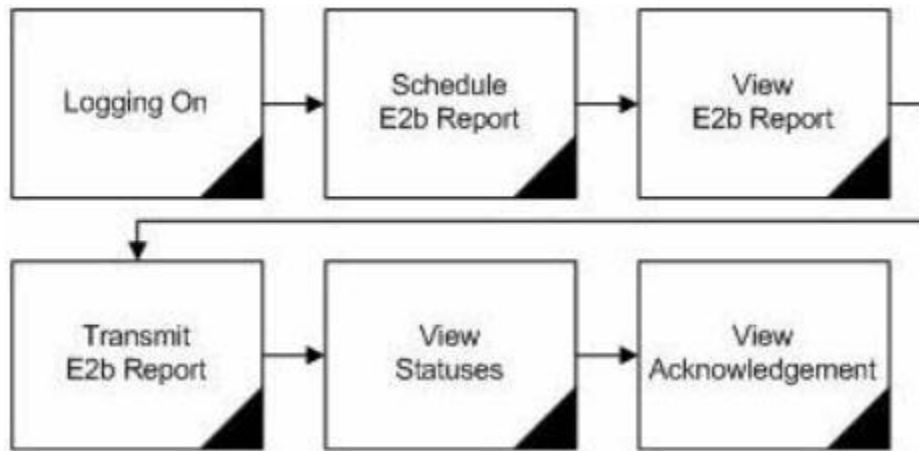 Logging On
Schedule
E2b Report
View
E2b Report
Transmit
E2b Report
View
Statuses
View
Acknowledgement